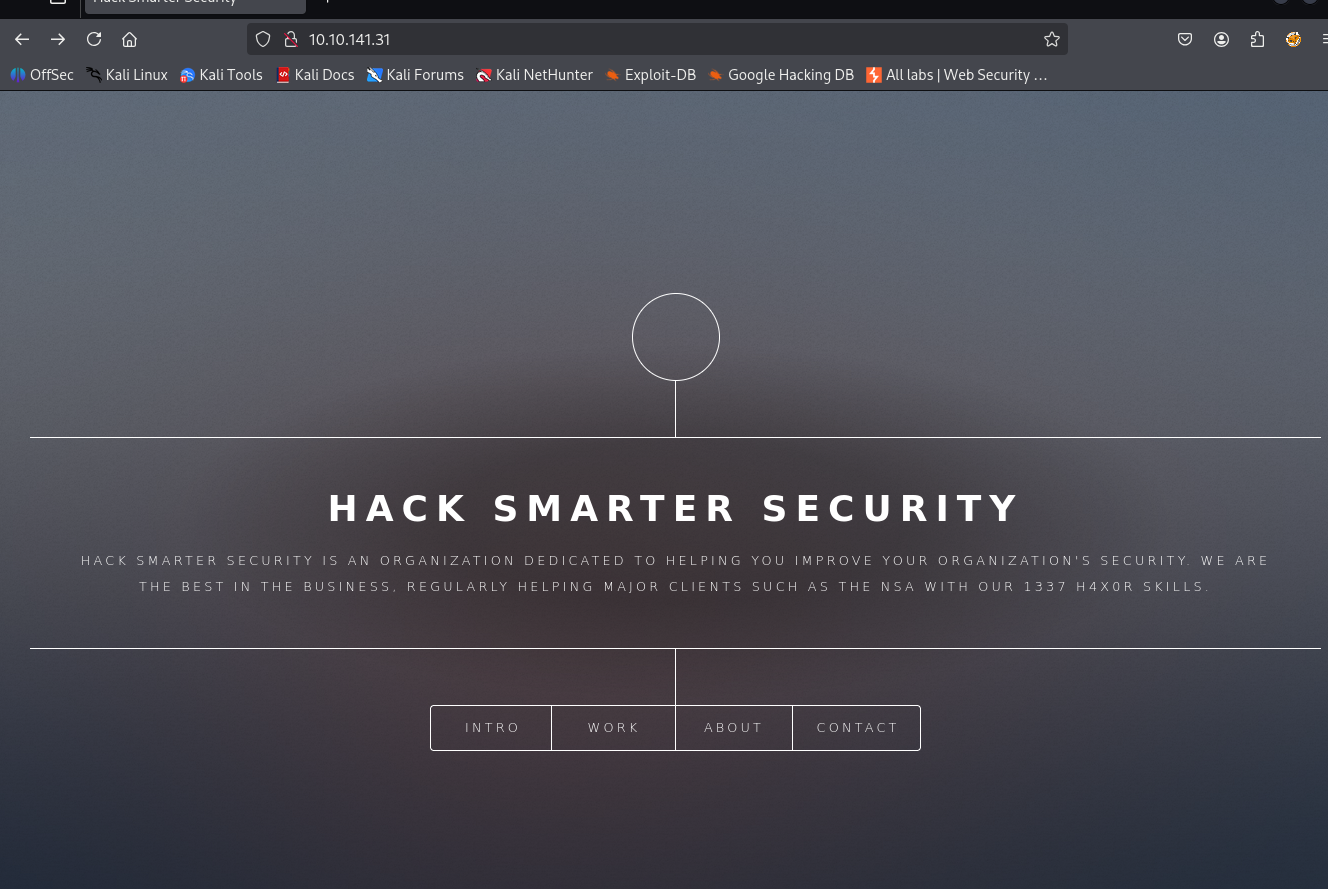 Hack Smarter Security
10.10.141.31
OffSec Kali Linux Kali Tools Kali Docs Kali Forums Kali NetHunter Exploit-DB Google Hacking DB All labs | Web Security …
HACK SMARTER SECURITY
HACK SMARTER SECURITY IS AN ORGANIZATION DEDICATED TO HELPING YOU IMPROVE YOUR ORGANIZATION'S SECURITY. WE ARE
THE BEST IN THE BUSINESS, REGULARLY HELPING MAJOR CLIENTS SUCH AS THE NSA WITH OUR 1337 H4X0R SKILLS.
INTRO WORK ABOUT CONTACT